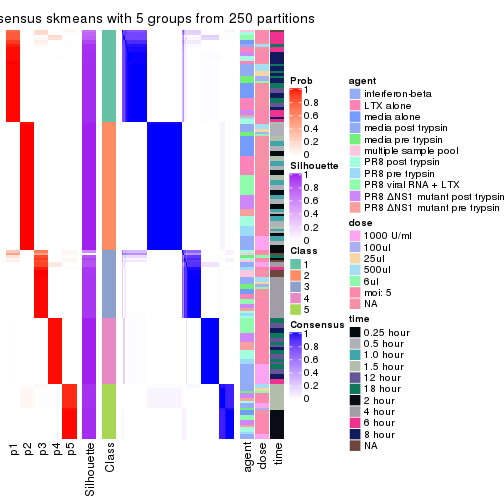 sensus skmeans with 5 groups from 250 partitions
Prob
1
0.8
0.6
0.4
0.2
0
Silhouette
1
0.8
0.6
0.4
0.2
0
Class
1
2
3
4
5
Consensus
1
0.8
0.6
0.4
0.2
0
agent
interferon-beta
LTX alone
media alone
media post trypsin
media pre trypsin
multiple sample pool
PR8 post trypsin
PR8 pre trypsin
PR8 viral RNA + LTX
PR8 ΔNS1 mutant post trypsin
PR8 ΔNS1 mutant pre trypsin
dose
1000 U/ml
100ul
25ul
500ul
6ul
moi: 5
NA
time
0.25 hour
0.5 hour
1.0 hour
1.5 hour
12 hour
18 hour
2 hour
4 hour
6 hour
8 hour
NA
p1
p2
p3
p4
p5
Silhouette
Class
agent
dose
time